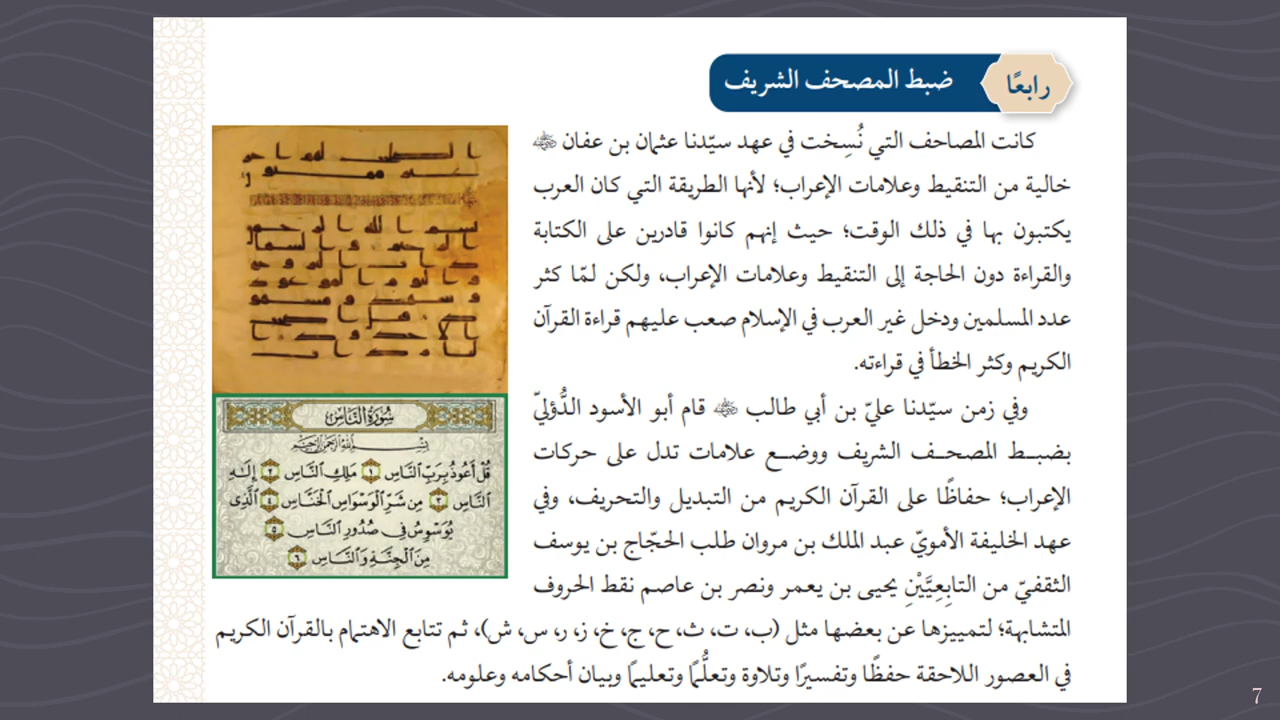 رابعًا
ضبط المصحف الشريف
كانت المصاحف التي نُسِخت في عهد سيّدنا عثمان بن عفان ﷺ
خالية من التنقيط وعلامات الإعراب؛ لأنها الطريقة التي كان العرب
يكتبون بها في ذلك الوقت؛ حيث إنهم كانوا قادرين على الكتابة
والقراءة دون الحاجة إلى التنقيط وعلامات الإعراب، ولكن لمّا كثر
عدد المسلمين ودخل غير العرب في الإسلام صعب عليهم قراءة القرآن
الكريم وكثر الخطأ في قراءته.
وفي زمن سيّدنا عليّ بن أبي طالب قام أبو الأسود الدُّؤليّ
بضبط المصحف الشريف ووضع علامات تدل على حركات
الإعراب؛ حفاظًا على القرآن الكريم من التبديل والتحريف، وفي
عهد الخليفة الأمويّ عبد الملك بن مروان طلب الحجّاج بن يوسف
الثقفيّ من التابِعِيَّيْنِ يحيى بن يعمر ونصر بن عاصم نقط الحروف
المتشابهة؛ لتمييزها عن بعضها مثل (ب، ت، ث، ح، ج، خ، ز، ر، س، ش)، ثم تتابع الاهتمام بالقرآن الكريم
في العصور اللاحقة حفظًا وتفسيرًا وتلاوة وتعلُّمًا وتعليمًا وبيان أحكامه وعلومه.
سُورَةُ النَّاسِ
بِسْمِ اللَّهِ الرَّحْمَٰنِ الرَّحِيمِ
قُلْ أَعُوذُ بِرَبِّ النَّاسِ ١ مَلِكِ النَّاسِ ٢ إِلَٰهِ
النَّاسِ ٣ مِن شَرِّ الْوَسْوَاسِ الْخَنَّاسِ ٤ الَّذِي
يُوَسْوِسُ فِي صُدُورِ النَّاسِ ٥
مِنَ الْجِنَّةِ وَالنَّاسِ ٦
7